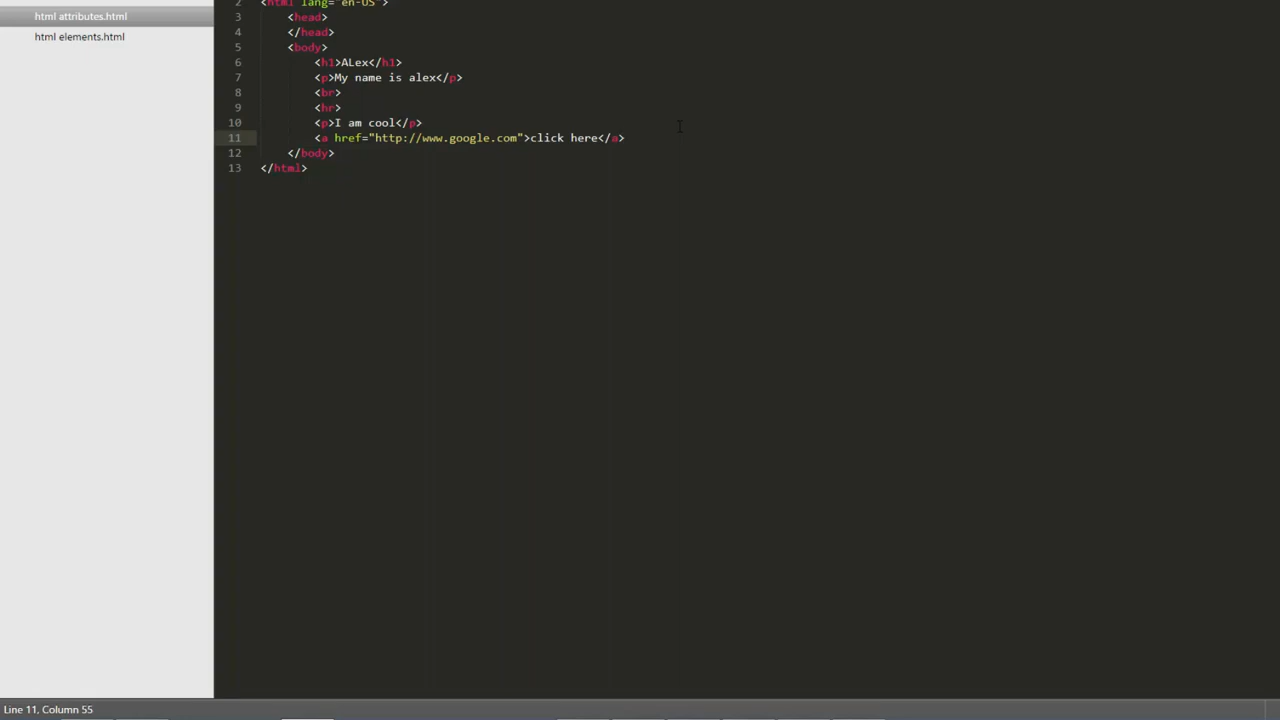 html attributes.html
html elements.html
2 <html lang="en-US">
3 <head>
4 </head>
5 <body>
6 <h1>ALex</h1>
7 <p>My name is alex</p>
8 <br>
9 <hr>
10 <p>I am cool</p>
11 <a href="http://www.google.com">click here</a>
12 </body>
13 </html>
Line 11, Column 55